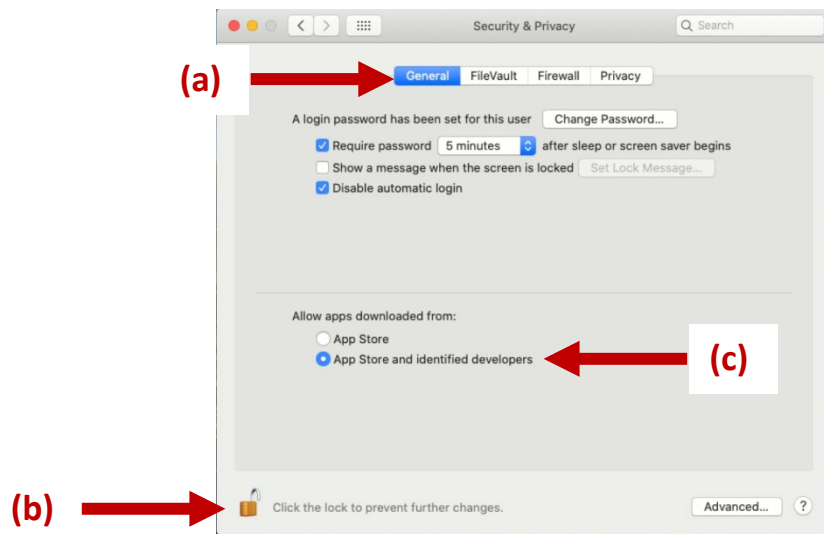 Security & Privacy
Search
(a)
General FileVault Firewall Privacy
A login password has been set for this user Change Password...
Require password 5 minutes after sleep or screen saver begins
Show a message when the screen is locked Set Lock Message...
Disable automatic login
Allow apps downloaded from:
App Store
App Store and identified developers
(c)
(b)
Click the lock to prevent further changes.
Advanced... ?